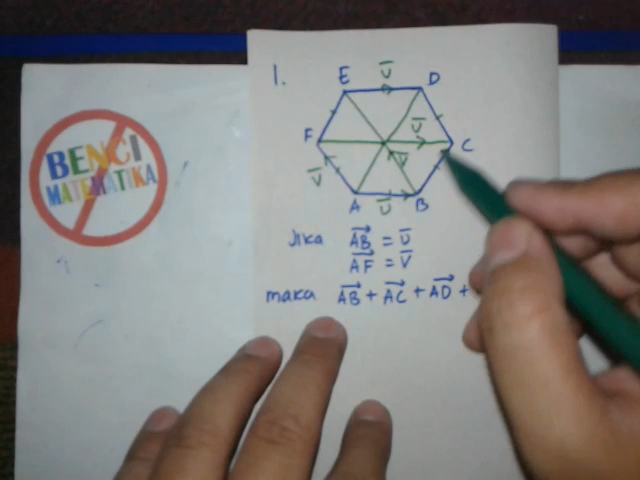 BENCI
MATEMATIKA
1.
E
ū
D
F
ū
C
v̄
v̄
A
ū
B
Jika AB = ū
AF = v̄
maka AB + AC + AD +